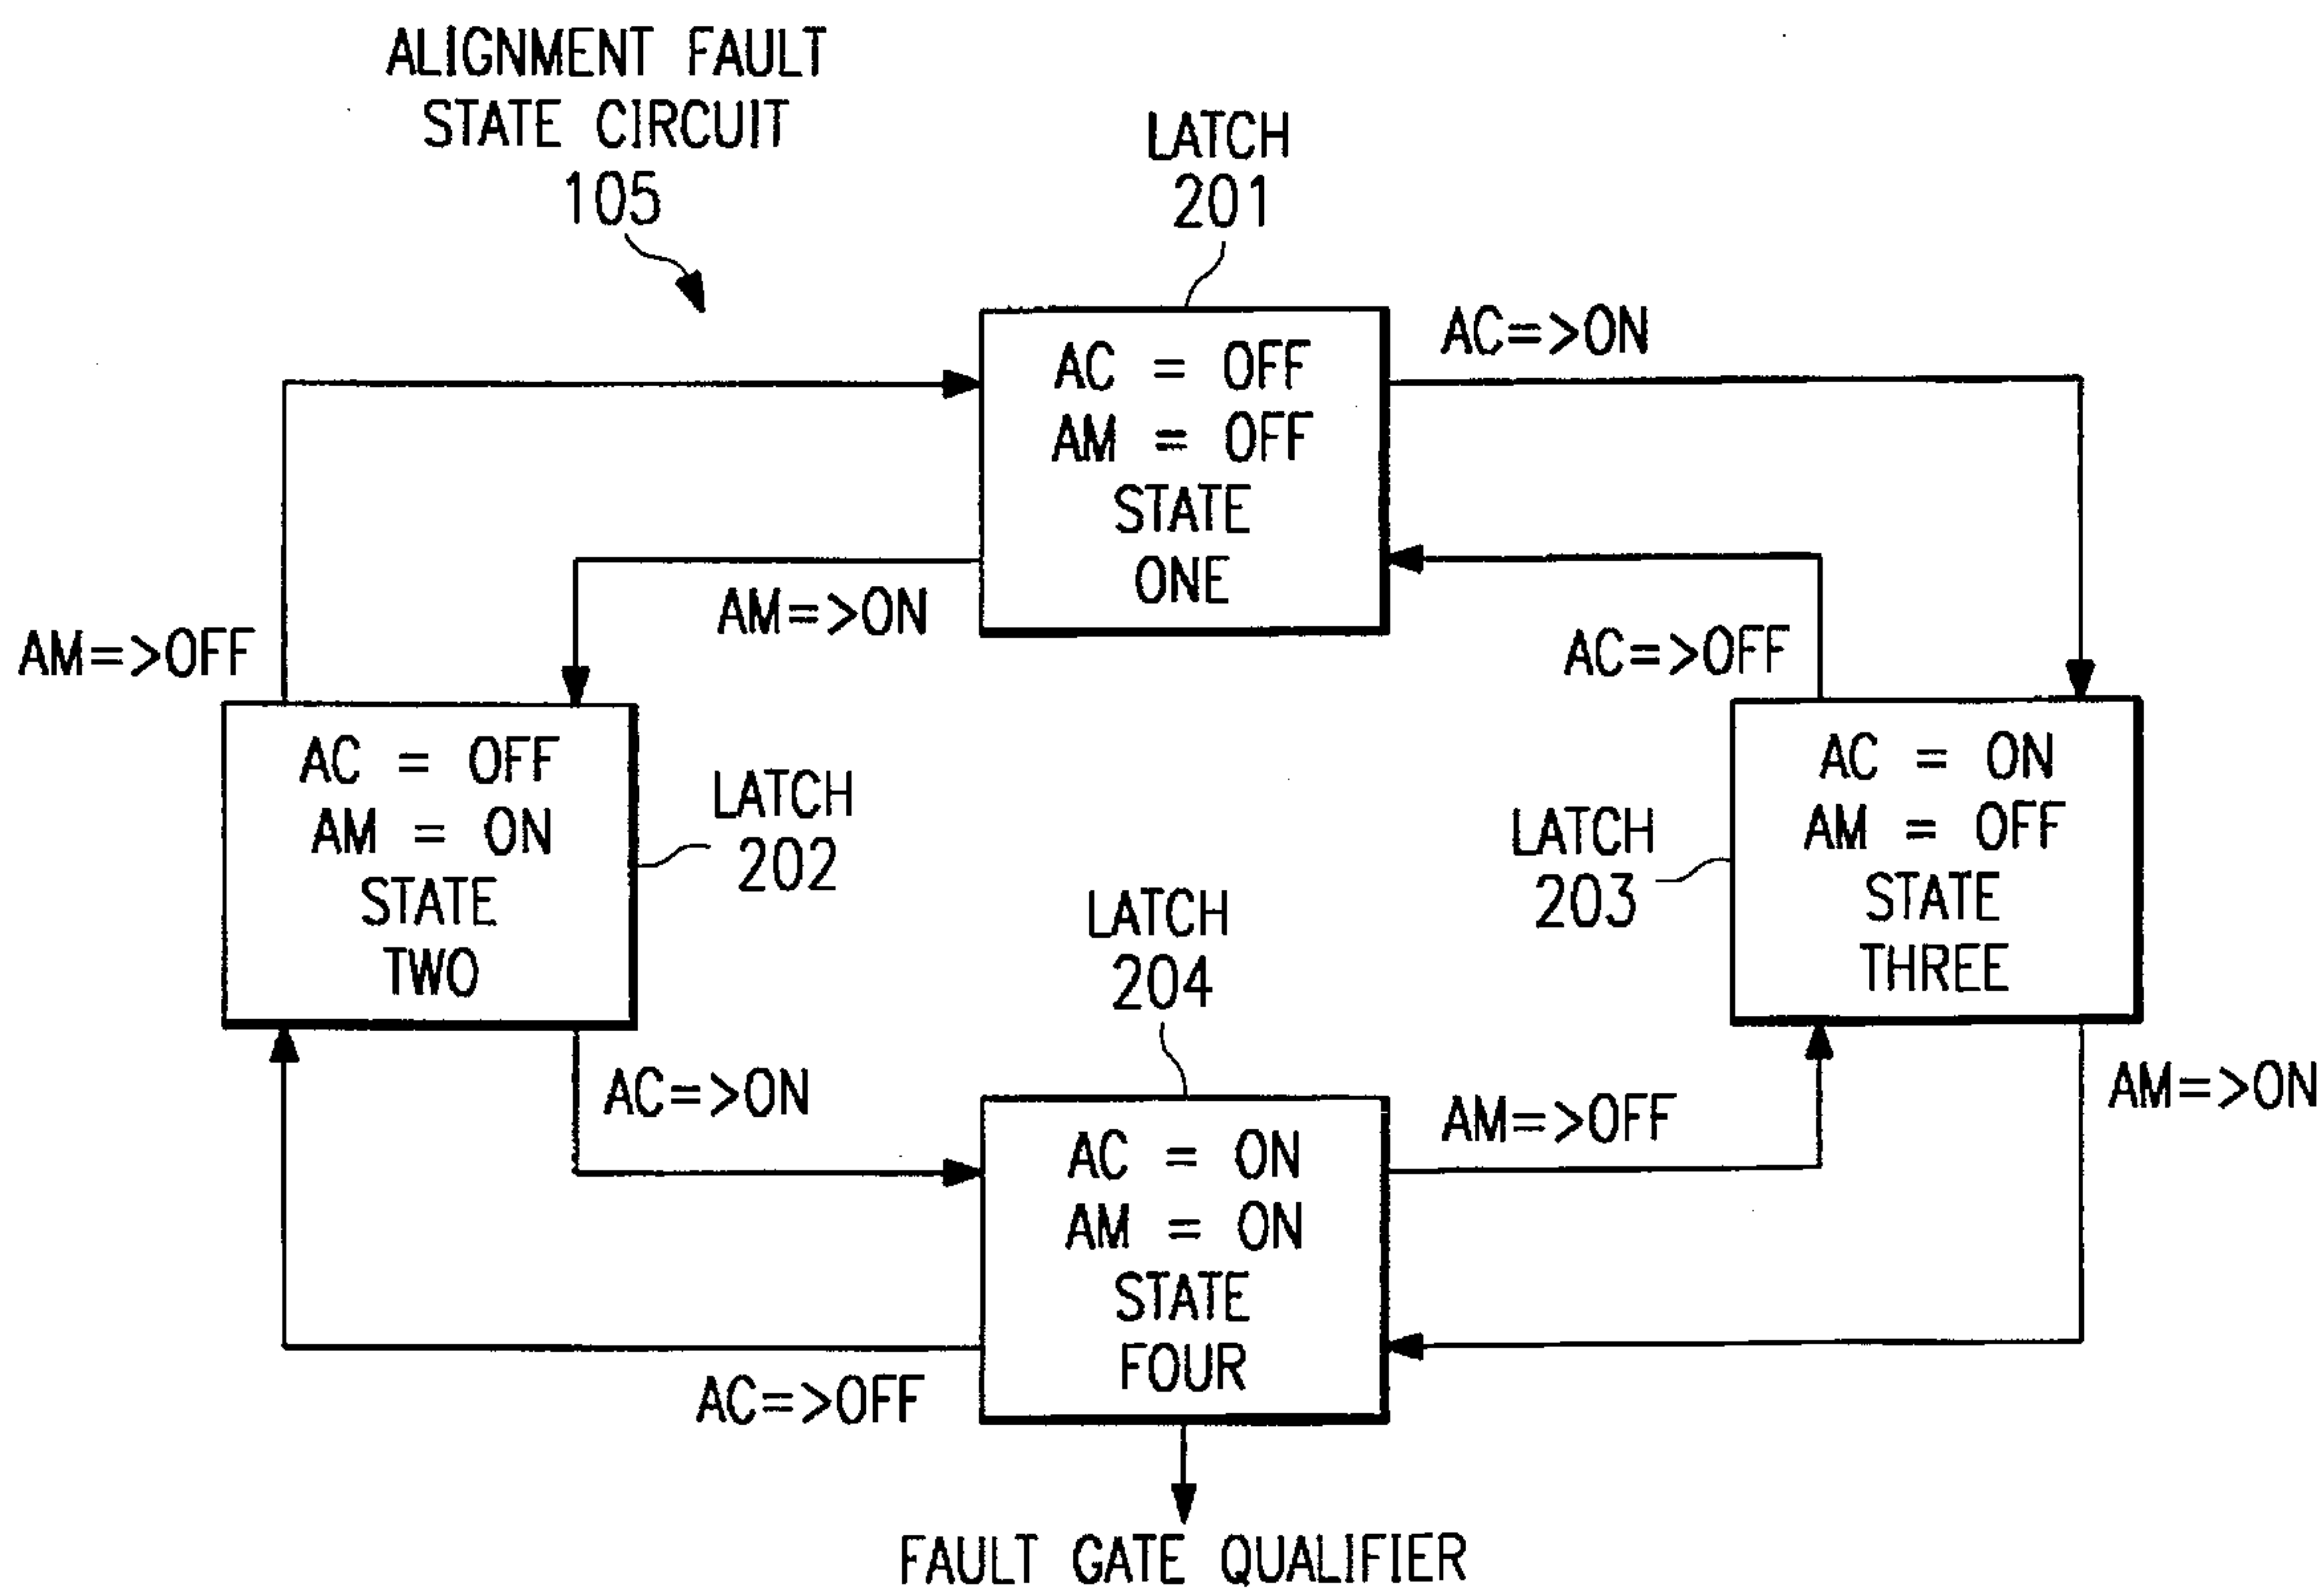 ALIGNMENT FAULT
STATE CIRCUIT
105
LATCH
201
AC = OFF
AM = OFF
STATE
ONE
AC=>ON
AM=>ON
AM=>OFF
AC=>OFF
AC = OFF
AM = ON
STATE
TWO
LATCH
202
LATCH
203
AC = ON
AM = OFF
STATE
THREE
LATCH
204
AC=>ON
AC = ON
AM = ON
STATE
FOUR
AM=>OFF
AM=>ON
AC=>OFF
FAULT GATE QUALIFIER